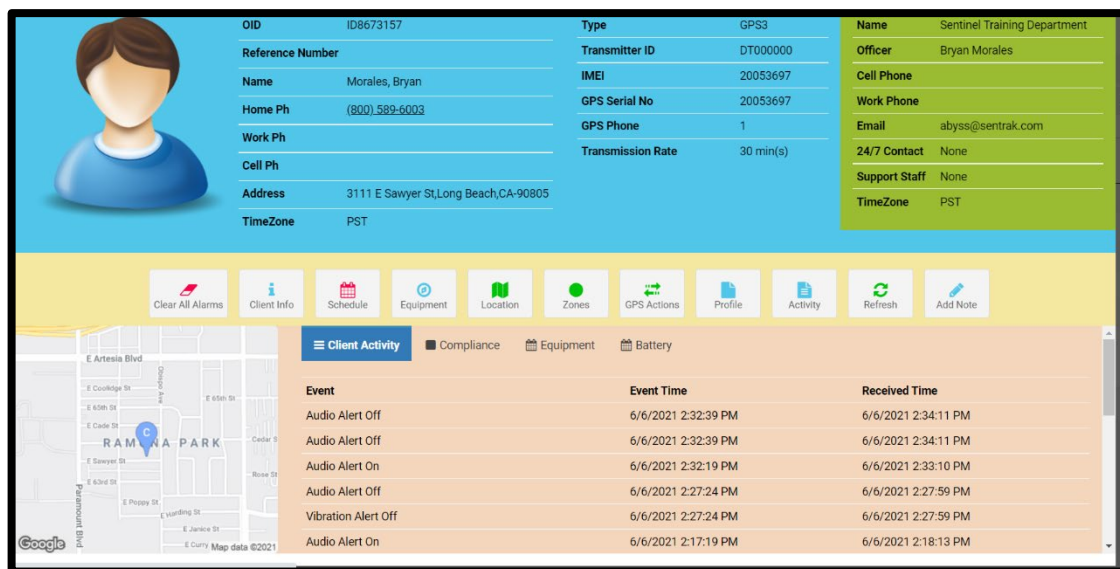 OID ID8673157
Reference Number
Name Morales, Bryan
Home Ph (800) 589-6003
Work Ph
Cell Ph
Address 3111 E Sawyer St,Long Beach,CA-90805
TimeZone PST
Type GPS3
Transmitter ID DT000000
IMEI 20053697
GPS Serial No 20053697
GPS Phone 1
Transmission Rate 30 min(s)
Name Sentinel Training Department
Officer Bryan Morales
Cell Phone
Work Phone
Email abyss@sentrak.com
24/7 Contact None
Support Staff None
TimeZone PST
Clear All Alarms
Client Info
Schedule
Equipment
Location
Zones
GPS Actions
Profile
Activity
Refresh
Add Note
E Artesia Blvd
E Coolidge St
Obispo Ave
E 65th St
E 65th St
E Cade St
C
RAMONA PARK
Cedar
E Sawyer St
Rose St
E 63rd St
Paramount Blvd
E Poppy St
E Harding St
E Janice St
E Curry
Google
Map data ©2021
Client Activity Compliance Equipment Battery
Event Event Time Received Time
Audio Alert Off 6/6/2021 2:32:39 PM 6/6/2021 2:34:11 PM
Audio Alert Off 6/6/2021 2:32:39 PM 6/6/2021 2:34:11 PM
Audio Alert On 6/6/2021 2:32:19 PM 6/6/2021 2:33:10 PM
Audio Alert Off 6/6/2021 2:27:24 PM 6/6/2021 2:27:59 PM
Vibration Alert Off 6/6/2021 2:27:24 PM 6/6/2021 2:27:59 PM
Audio Alert On 6/6/2021 2:17:19 PM 6/6/2021 2:18:13 PM